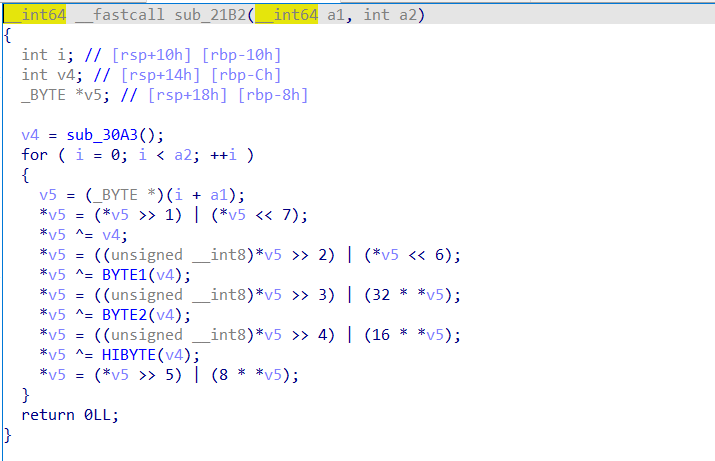 __int64 __fastcall sub_21B2(__int64 a1, int a2)
{
  int i; // [rsp+10h] [rbp-10h]
  int v4; // [rsp+14h] [rbp-Ch]
  _BYTE *v5; // [rsp+18h] [rbp-8h]

  v4 = sub_30A3();
  for ( i = 0; i < a2; ++i )
  {
    v5 = (_BYTE *)(i + a1);
    *v5 = (*v5 >> 1) | (*v5 << 7);
    *v5 ^= v4;
    *v5 = ((unsigned __int8)*v5 >> 2) | (*v5 << 6);
    *v5 ^= BYTE1(v4);
    *v5 = ((unsigned __int8)*v5 >> 3) | (32 * *v5);
    *v5 ^= BYTE2(v4);
    *v5 = ((unsigned __int8)*v5 >> 4) | (16 * *v5);
    *v5 ^= HIBYTE(v4);
    *v5 = (*v5 >> 5) | (8 * *v5);
  }
  return 0LL;
}